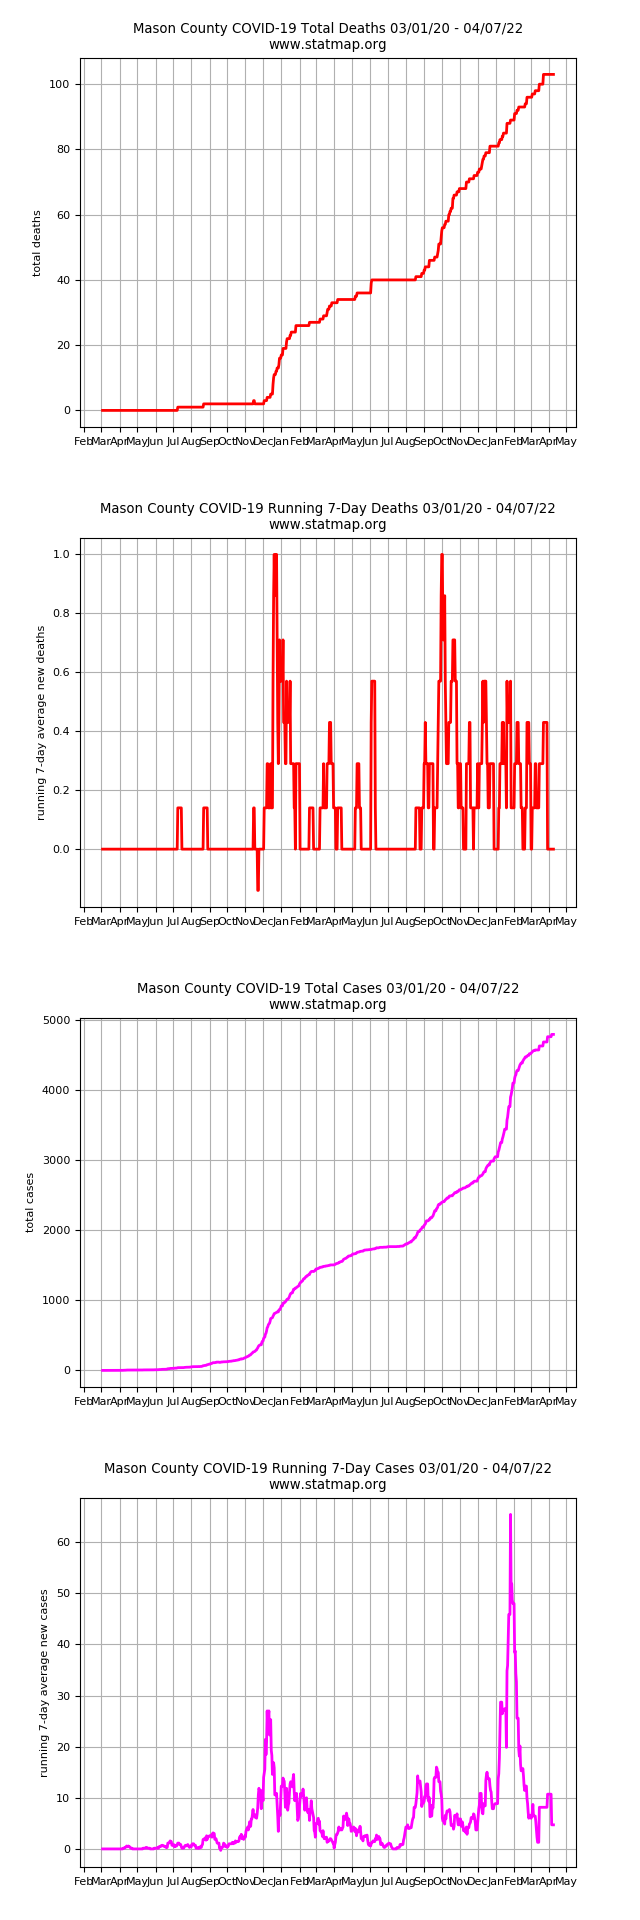 Mason County COVID-19 Total Deaths 03/01/20 - 04/07/22
www.statmap.org
100
80
60
40
20
0
total deaths
Feb Mar Apr May Jun Jul Aug Sep Oct Nov Dec Jan Feb Mar Apr May Jun Jul Aug Sep Oct Nov Dec Jan Feb Mar Apr May
Mason County COVID-19 Running 7-Day Deaths 03/01/20 - 04/07/22
www.statmap.org
1.0
0.8
0.6
0.4
0.2
0.0
running 7-day average new deaths
Feb Mar Apr May Jun Jul Aug Sep Oct Nov Dec Jan Feb Mar Apr May Jun Jul Aug Sep Oct Nov Dec Jan Feb Mar Apr May
Mason County COVID-19 Total Cases 03/01/20 - 04/07/22
www.statmap.org
5000
4000
3000
2000
1000
0
total cases
Feb Mar Apr May Jun Jul Aug Sep Oct Nov Dec Jan Feb Mar Apr May Jun Jul Aug Sep Oct Nov Dec Jan Feb Mar Apr May
Mason County COVID-19 Running 7-Day Cases 03/01/20 - 04/07/22
www.statmap.org
60
50
40
30
20
10
0
running 7-day average new cases
Feb Mar Apr May Jun Jul Aug Sep Oct Nov Dec Jan Feb Mar Apr May Jun Jul Aug Sep Oct Nov Dec Jan Feb Mar Apr May